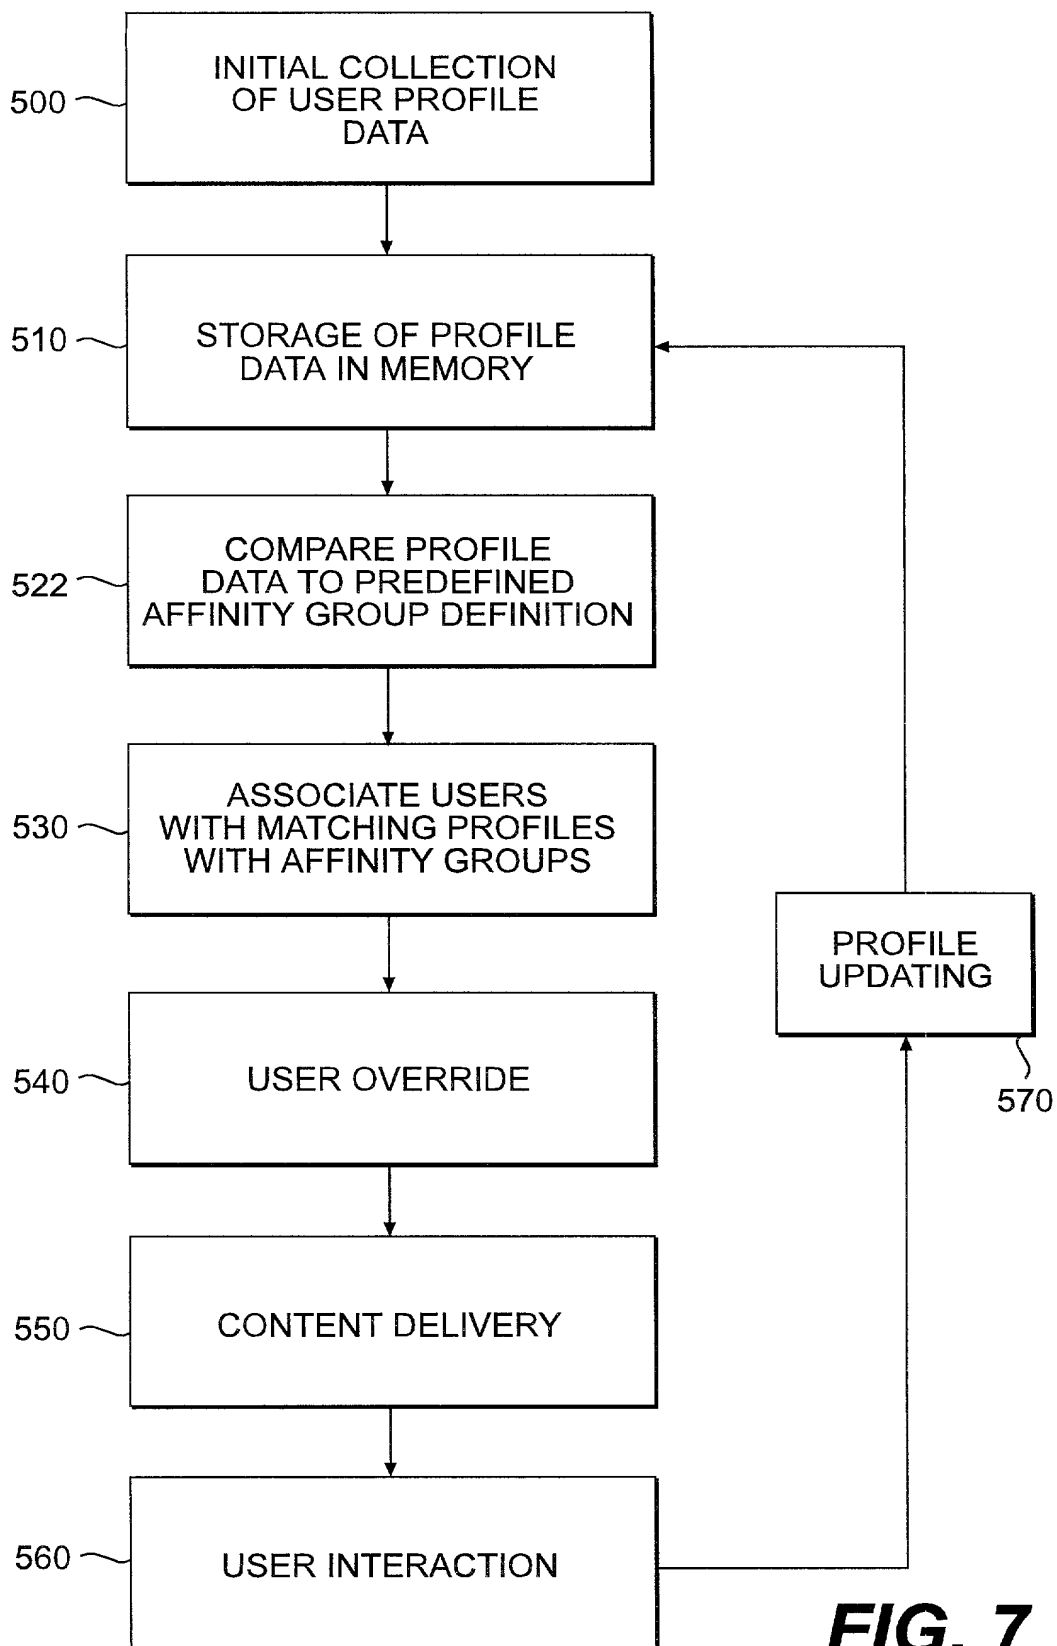 500
INITIAL COLLECTION
OF USER PROFILE
DATA
510
STORAGE OF PROFILE
DATA IN MEMORY
522
COMPARE PROFILE
DATA TO PREDEFINED
AFFINITY GROUP DEFINITION
530
ASSOCIATE USERS
WITH MATCHING PROFILES
WITH AFFINITY GROUPS
PROFILE
UPDATING
570
540
USER OVERRIDE
550
CONTENT DELIVERY
560
USER INTERACTION
FIG. 7